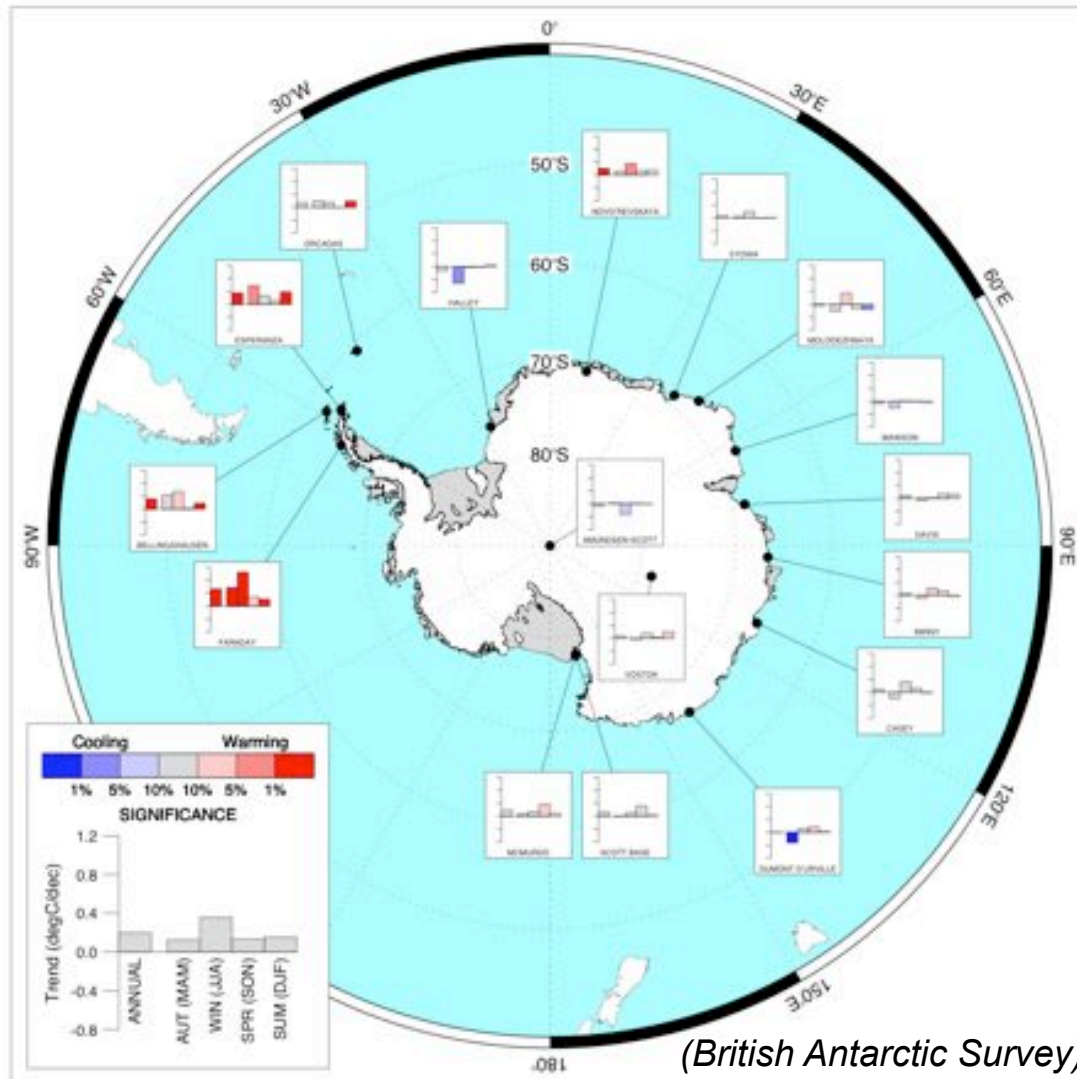 0°
30°W
30°E
50°S
NOVOLAREVSKAYA
ORCADAS
SYOWA
60°W
60°S
60°E
HALLEY
ESPERANZA
MOLODEZHNAYA
70°S
MAWSON
80°S
BELLINGSHAUSEN
AMUNDSEN-SCOTT
DAVIS
90°W
90°E
FARADAY
MIRNY
VOSTOK
CASEY
Cooling Warming
1% 5% 10% 10% 5% 1%
SIGNIFICANCE
MCMURDO
SCOTT BASE
DUMONT D'URVILLE
120°E
1.2
0.8
0.4
0.0
-0.4
-0.8
Trend (degC/dec)
ANNUAL
AUT (MAM)
WIN (JJA)
SPR (SON)
SUM (DJF)
150°E
180°
(British Antarctic Survey)